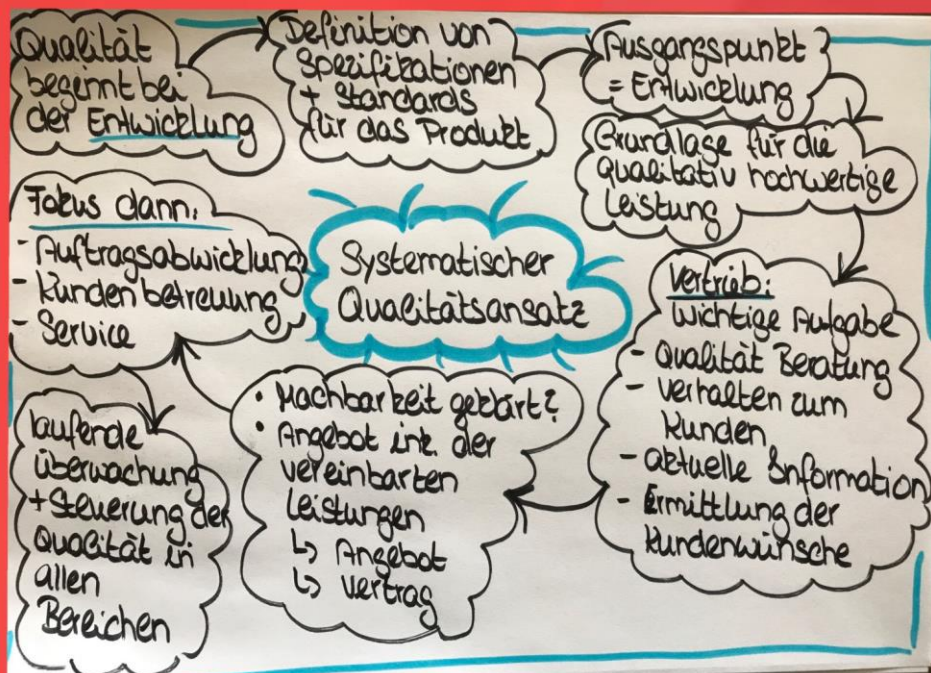 Qualität
beginnt bei
der Entwicklung
Definition von
Spezifikationen
+ Standards
für das Produkt
Ausgangspunkt
= Entwicklung
Grundlage für die
qualitativ hochwertige
Leistung
Vertrieb:
wichtige Aufgabe
- Qualität Beratung
- Verhalten zum
Kunden
- aktuelle Information
- Ermittlung der
Kundenwünsche
• Machbarkeit geklärt?
• Angebot ink. der
vereinbarten
Leistungen
↳ Angebot
↳ Vertrag
Fokus dann:
- Auftragsabwicklung
- Kundenbetreuung
- Service
laufende
Überwachung
+ Steuerung der
Qualität in
allen
Bereichen
Systematischer
Qualitätsansatz